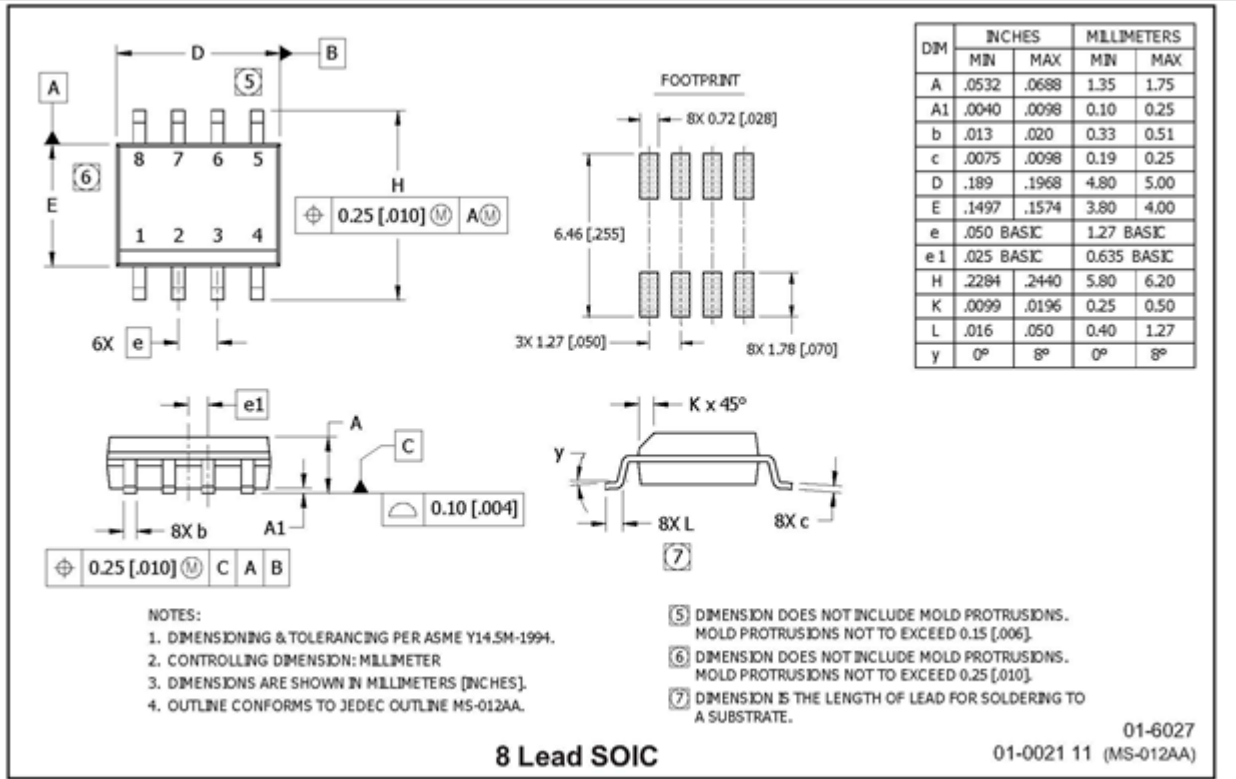 D
B
5
A
8 7 6 5
6
E
H
⌖ 0.25 [.010] Ⓜ A Ⓜ
1 2 3 4
6X e
FOOTPRINT
8X 0.72 [.028]
6.46 [.255]
3X 1.27 [.050]
8X 1.78 [.070]
DIM INCHES MILLIMETERS
MIN MAX MIN MAX
A .0532 .0688 1.35 1.75
A1 .0040 .0098 0.10 0.25
b .013 .020 0.33 0.51
c .0075 .0098 0.19 0.25
D .189 .1968 4.80 5.00
E .1497 .1574 3.80 4.00
e .050 BASIC 1.27 BASIC
e1 .025 BASIC 0.635 BASIC
H .2284 .2440 5.80 6.20
K .0099 .0196 0.25 0.50
L .016 .050 0.40 1.27
y 0° 8° 0° 8°
e1
A
C
0.10 [.004]
8X b
A1
⌖ 0.25 [.010] Ⓜ C A B
K x 45°
y
8X L
8X c
7
NOTES:
1. DIMENSIONING & TOLERANCING PER ASME Y14.5M-1994.
2. CONTROLLING DIMENSION: MILLIMETER
3. DIMENSIONS ARE SHOWN IN MILLIMETERS [INCHES].
4. OUTLINE CONFORMS TO JEDEC OUTLINE MS-012AA.
5 DIMENSION DOES NOT INCLUDE MOLD PROTRUSIONS.
MOLD PROTRUSIONS NOT TO EXCEED 0.15 [.006].
6 DIMENSION DOES NOT INCLUDE MOLD PROTRUSIONS.
MOLD PROTRUSIONS NOT TO EXCEED 0.25 [.010].
7 DIMENSION IS THE LENGTH OF LEAD FOR SOLDERING TO
A SUBSTRATE.
8 Lead SOIC
01-6027
01-0021 11 (MS-012AA)